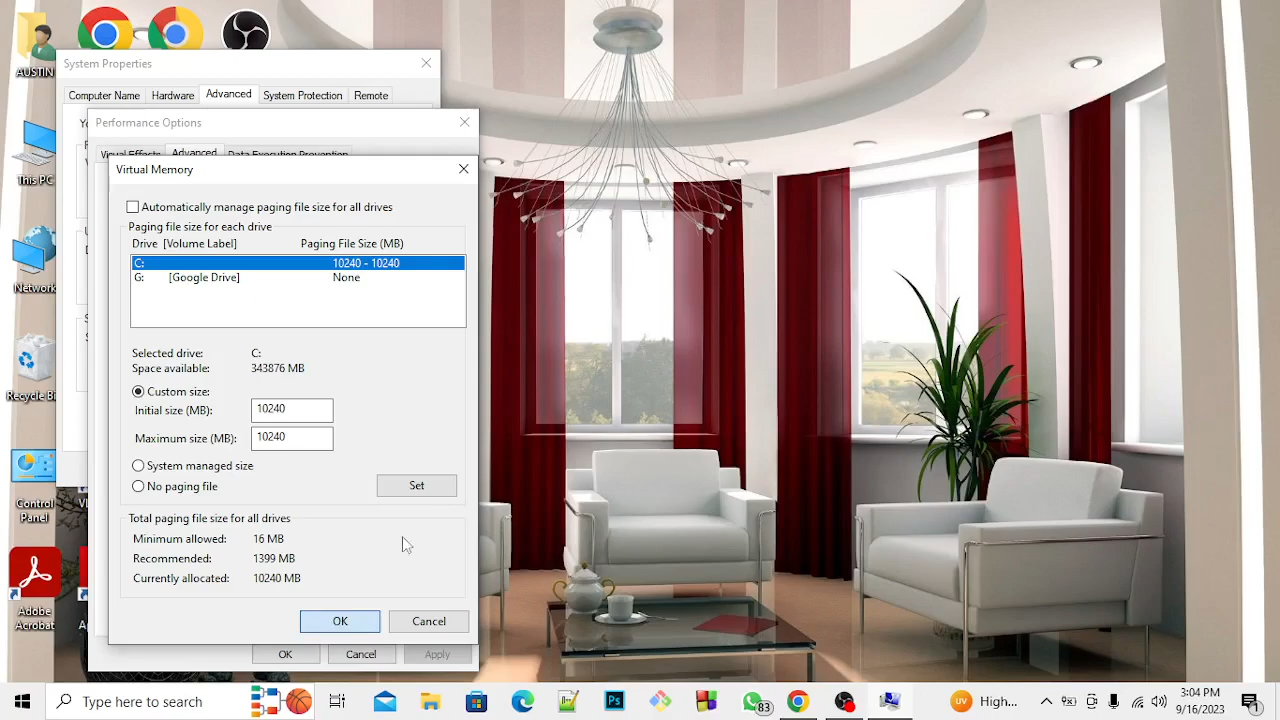 AUSTIN
This PC
Network
Recycle Bi
Control
Panel
Adobe
Acrobat
System Properties
Computer Name
Hardware
Advanced
System Protection
Remote
Performance Options
Visual Effects
Advanced
Data Execution Prevention
Virtual Memory
Automatically manage paging file size for all drives
Paging file size for each drive
Drive [Volume Label] Paging File Size (MB)
C: 10240 - 10240
G: [Google Drive] None
Selected drive: C:
Space available: 343876 MB
Custom size:
Initial size (MB): 10240
Maximum size (MB): 10240
System managed size
No paging file
Set
Total paging file size for all drives
Minimum allowed: 16 MB
Recommended: 1399 MB
Currently allocated: 10240 MB
OK Cancel
OK Cancel Apply
Type here to search
Ps
83
UV
High...
3:04 PM
9/16/2023
1